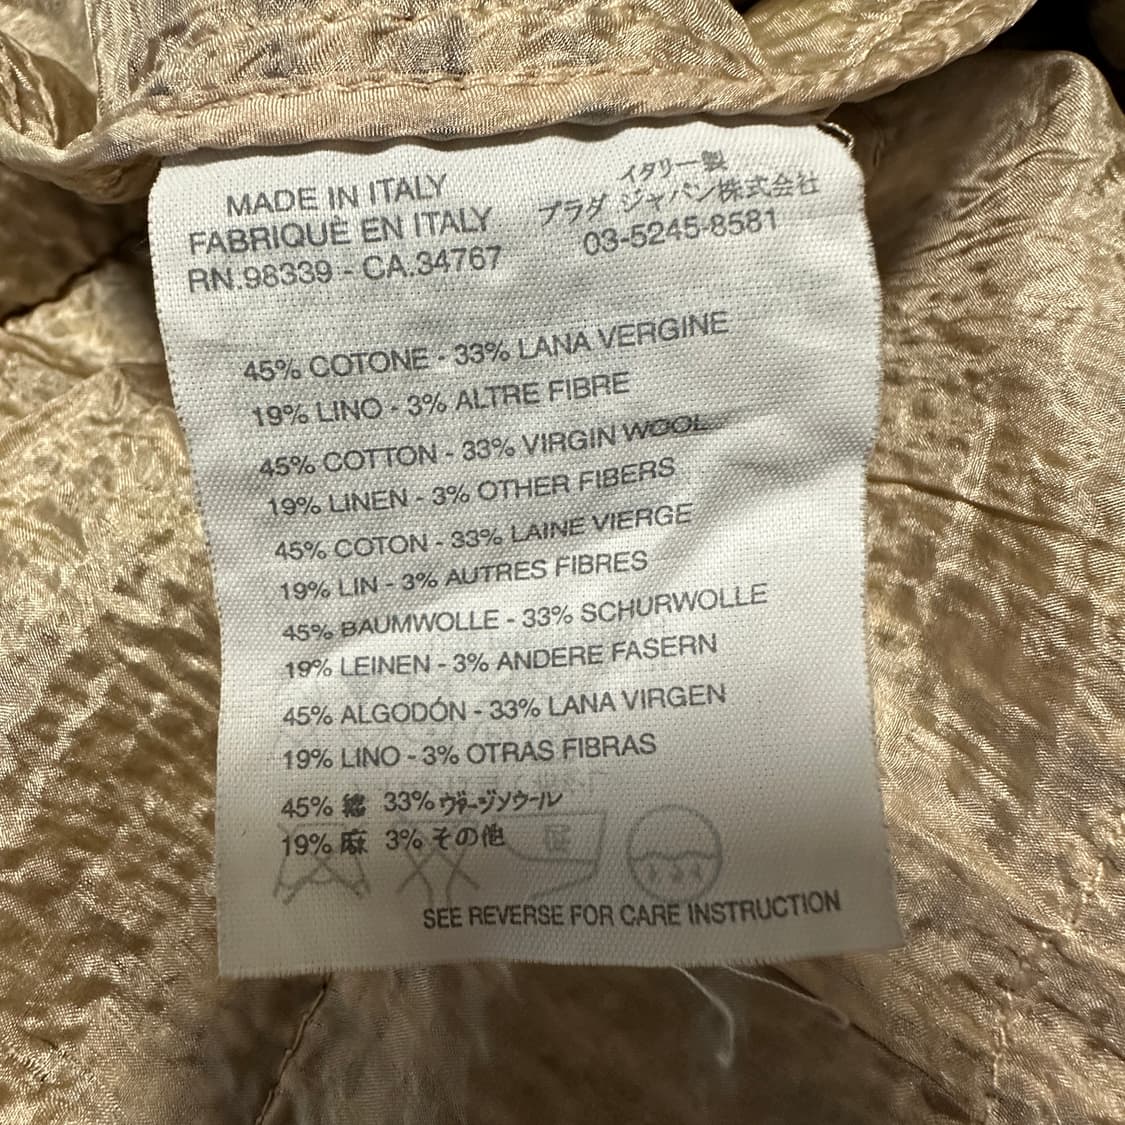 MADE IN ITALY
FABRIQUÈ EN ITALY
RN.98339 - CA.34767
イタリー製
プラダ ジャパン株式会社
03-5245-8581
45% COTONE - 33% LANA VERGINE
19% LINO - 3% ALTRE FIBRE
45% COTTON - 33% VIRGIN WOOL
19% LINEN - 3% OTHER FIBERS
45% COTON - 33% LAINE VIERGE
19% LIN - 3% AUTRES FIBRES
45% BAUMWOLLE - 33% SCHURWOLLE
19% LEINEN - 3% ANDERE FASERN
45% ALGODÓN - 33% LANA VIRGEN
19% LINO - 3% OTRAS FIBRAS
45% 綿 33% ヴァージンウール
19% 麻 3% その他
SEE REVERSE FOR CARE INSTRUCTION